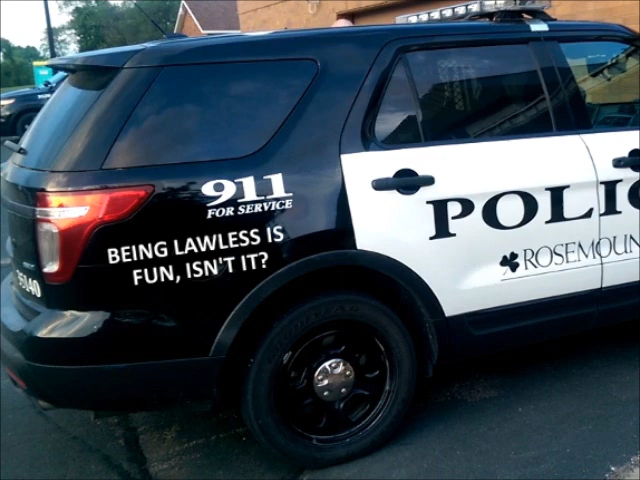 911
FOR SERVICE
BEING LAWLESS IS
FUN, ISN'T IT?
POLIC
ROSEMOUN